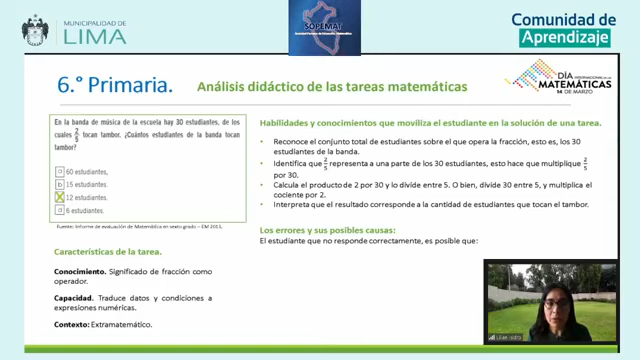 MUNICIPALIDAD DE
LIMA
SOPEMAT
Comunidad de
Aprendizaje
6.° Primaria.
Análisis didáctico de las tareas matemáticas
DÍA
MATEMÁTICAS
14 DE MARZO
En la banda de música de la escuela hay 30 estudiantes, de los
cuales 2/5 tocan tambor. ¿Cuántos estudiantes de la banda tocan
tambor?
a 60 estudiantes,
b 15 estudiantes.
12 estudiantes.
d 6 estudiantes.
Fuente: Informe de evaluación de Matemática en sexto grado – EM 2013.
Características de la tarea.
Conocimiento. Significado de fracción como
operador.
Capacidad. Traduce datos y condiciones a
expresiones numéricas.
Contexto: Extramatemático.
Habilidades y conocimientos que moviliza el estudiante en la solución de una tarea.
• Reconoce el conjunto total de estudiantes sobre el que opera la fracción, esto es, los 30
estudiantes de la banda.
• Identifica que 2/5 representa a una parte de los 30 estudiantes, esto hace que multiplique 2/5
por 30.
• Calcula el producto de 2 por 30 y lo divide entre 5. O bien, divide 30 entre 5, y multiplica el
cociente por 2.
• Interpreta que el resultado corresponde a la cantidad de estudiantes que tocan el tambor.
Los errores y sus posibles causas:
El estudiante que no responde correctamente, es posible que: